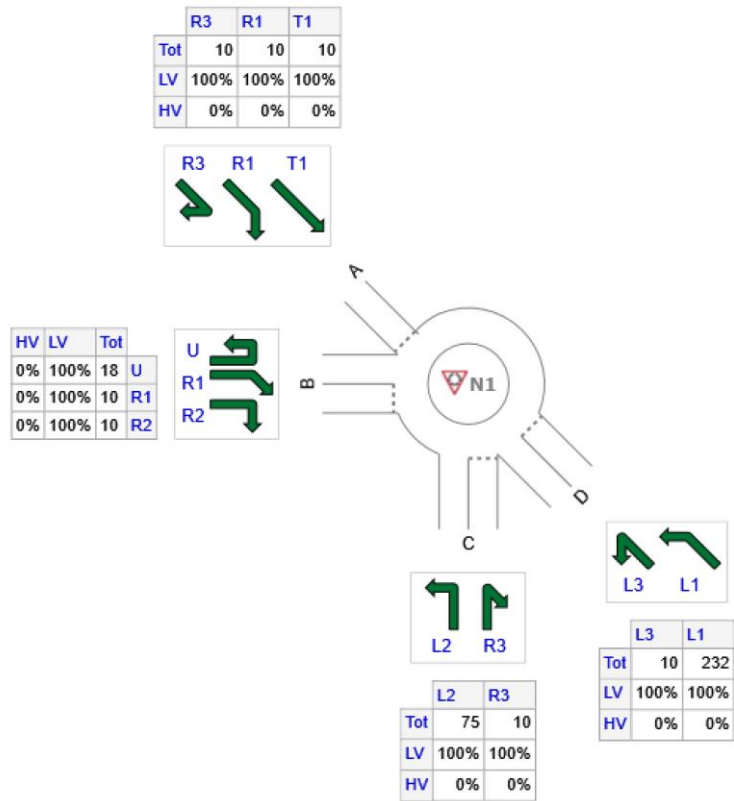 R3 R1 T1
Tot 10 10 10
LV 100% 100% 100%
HV 0% 0% 0%
R3 R1 T1
A
HV LV Tot
0% 100% 18 U
0% 100% 10 R1
0% 100% 10 R2
U
R1
R2
B
N1
D
C
L3 L1
L2 R3
L3 L1
Tot 10 232
LV 100% 100%
HV 0% 0%
L2 R3
Tot 75 10
LV 100% 100%
HV 0% 0%